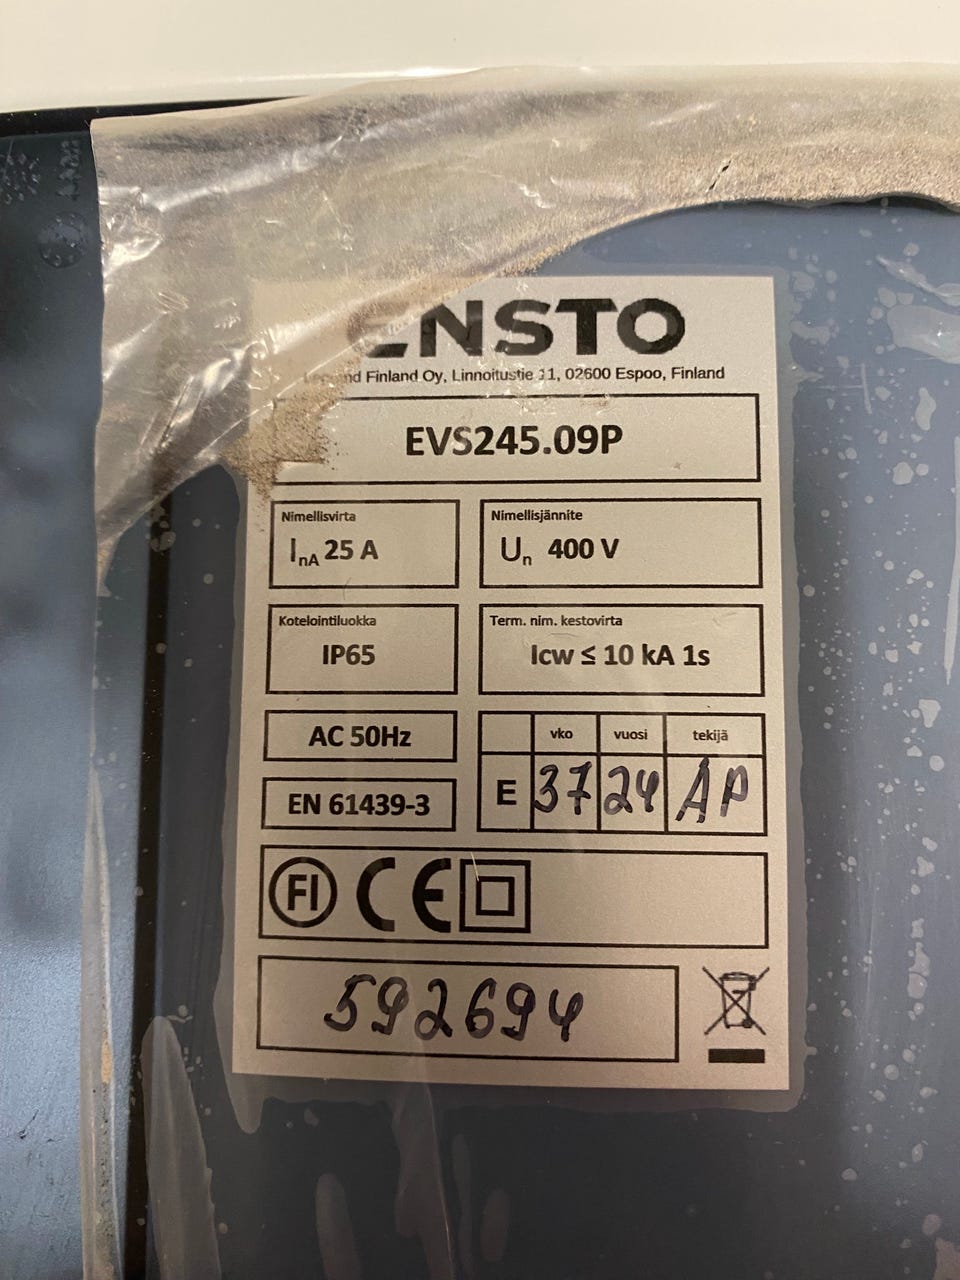 ENSTO
Legrand Finland Oy, Linnoitustie 11, 02600 Espoo, Finland
EVS245.09P
Nimellisvirta
InA 25 A
Nimellisjännite
Un 400 V
Kotelointiluokka
IP65
Term. nim. kestovirta
Icw ≤ 10 kA 1s
AC 50Hz
vko vuosi tekijä
E 37 24 AP
EN 61439-3
FI CE
592694